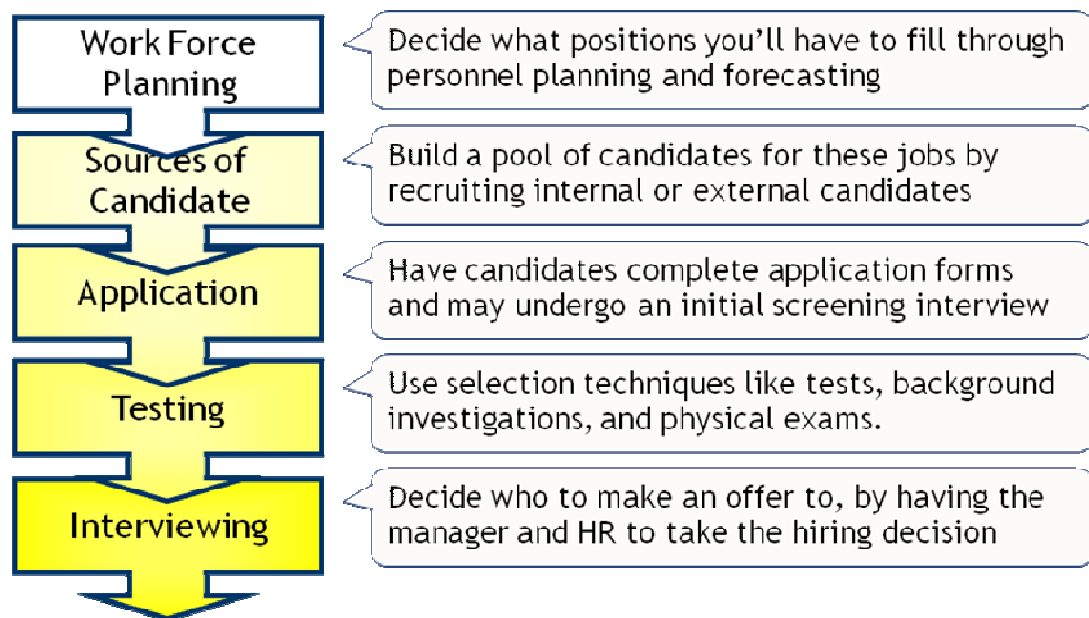 Work Force
Planning
Decide what positions you'll have to fill through
personnel planning and forecasting
Sources of
Candidate
Build a pool of candidates for these jobs by
recruiting internal or external candidates
Application
Have candidates complete application forms
and may undergo an initial screening interview
Testing
Use selection techniques like tests, background
investigations, and physical exams.
Interviewing
Decide who to make an offer to, by having the
manager and HR to take the hiring decision